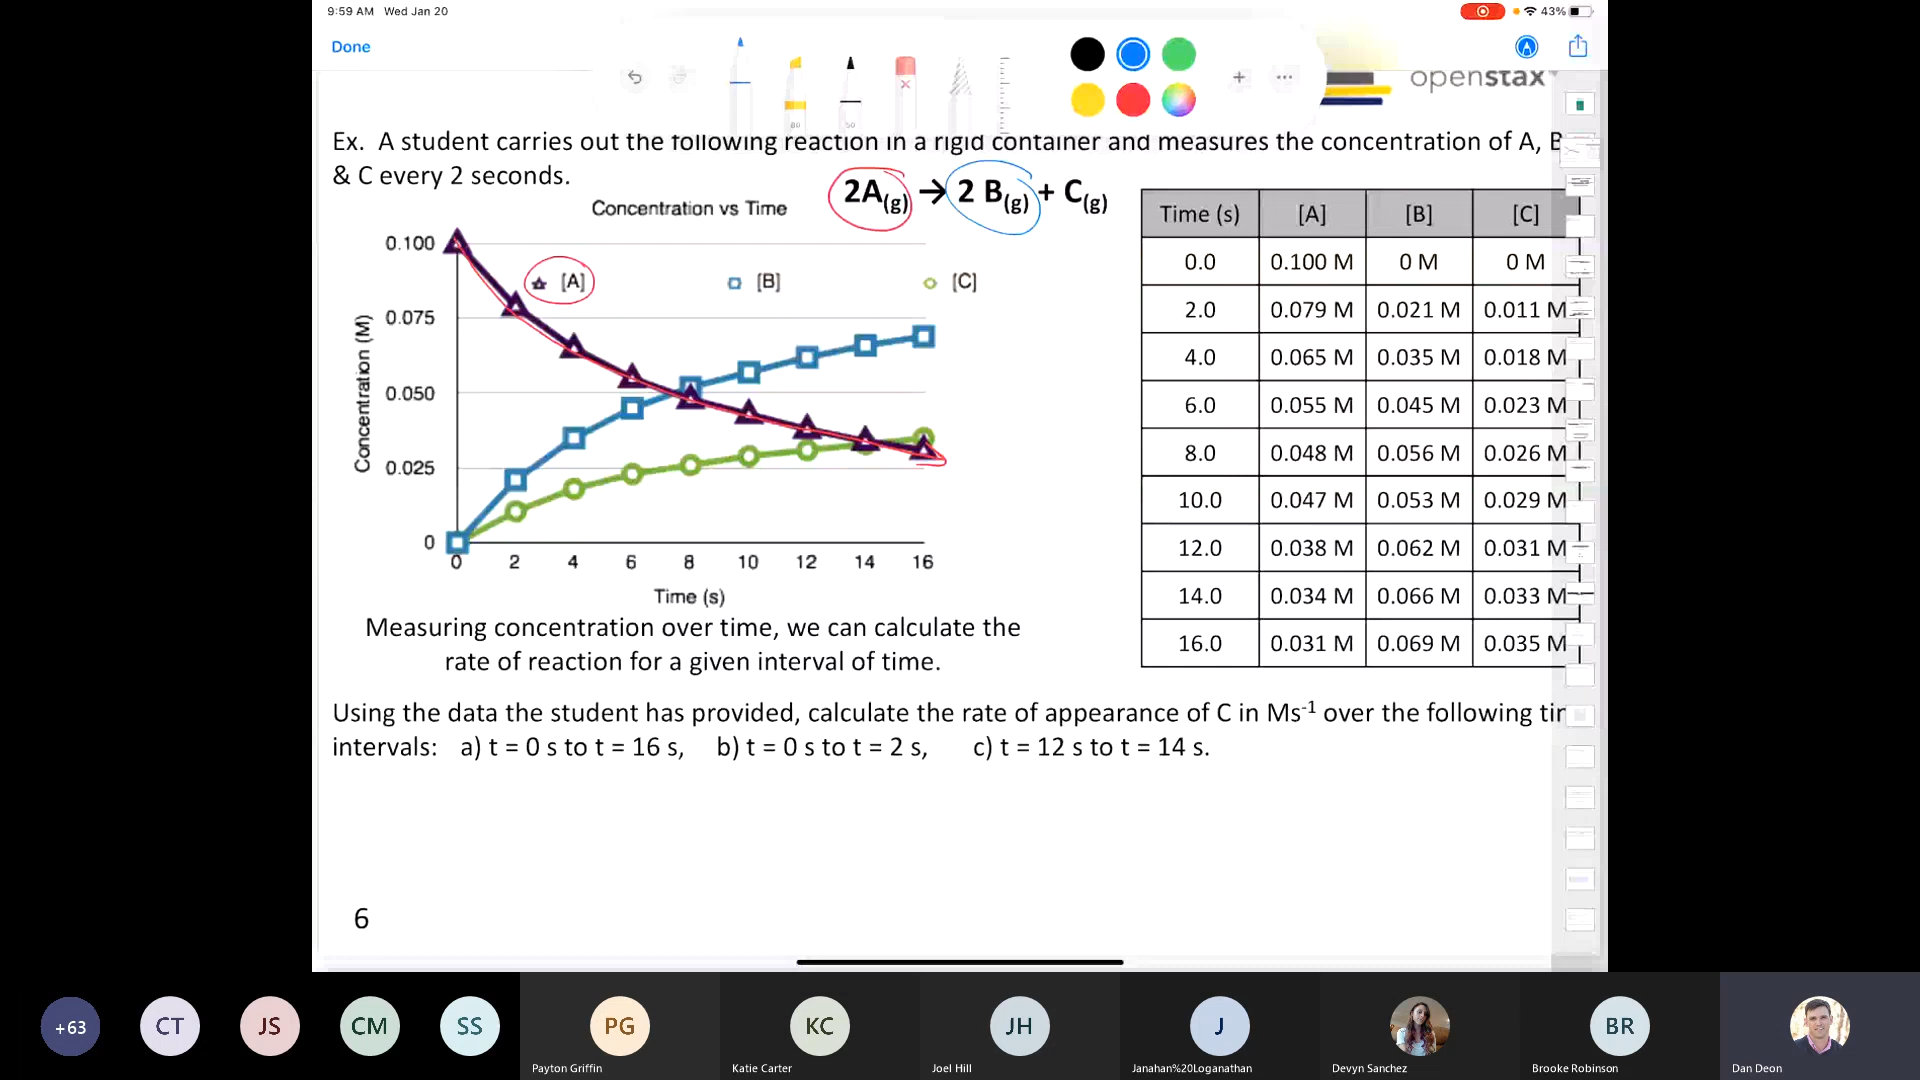 9:59 AM Wed Jan 20
43%
Done
80
50
openstax
Ex. A student carries out the following reaction in a rigid container and measures the concentration of A, B
& C every 2 seconds.
2A(g) → 2 B(g) + C(g)
Concentration vs Time
[A] [B] [C]
Concentration (M)
0.100
0.075
0.050
0.025
0
0 2 4 6 8 10 12 14 16
Time (s)
Time (s) [A] [B] [C]
0.0 0.100 M 0 M 0 M
2.0 0.079 M 0.021 M 0.011 M
4.0 0.065 M 0.035 M 0.018 M
6.0 0.055 M 0.045 M 0.023 M
8.0 0.048 M 0.056 M 0.026 M
10.0 0.047 M 0.053 M 0.029 M
12.0 0.038 M 0.062 M 0.031 M
14.0 0.034 M 0.066 M 0.033 M
16.0 0.031 M 0.069 M 0.035 M
Measuring concentration over time, we can calculate the
rate of reaction for a given interval of time.
Using the data the student has provided, calculate the rate of appearance of C in Ms⁻¹ over the following
intervals: a) t = 0 s to t = 16 s, b) t = 0 s to t = 2 s, c) t = 12 s to t = 14 s.
6
+63 CT JS CM SS PG KC JH J BR
Payton Griffin Katie Carter Joel Hill Janahan%20Loganathan Devyn Sanchez Brooke Robinson Dan Deon